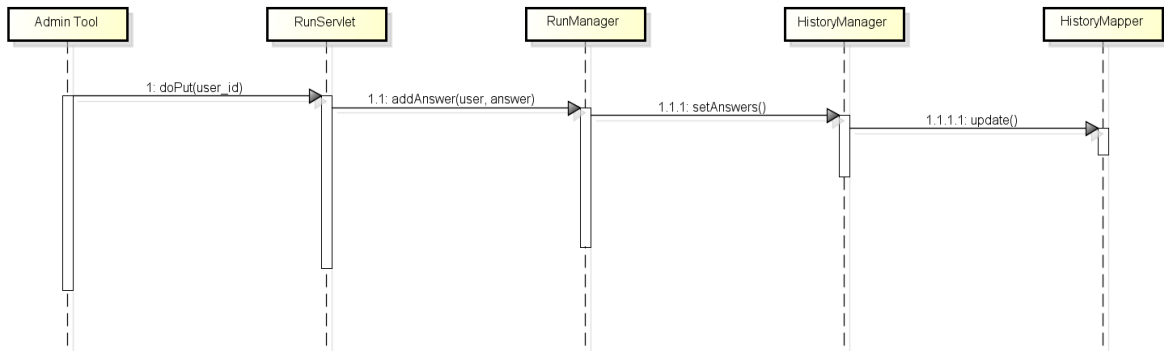 Admin Tool
RunServlet
RunManager
HistoryManager
HistoryMapper
1: doPut(user_id)
1.1: addAnswer(user, answer)
1.1.1: setAnswers()
1.1.1.1: update()